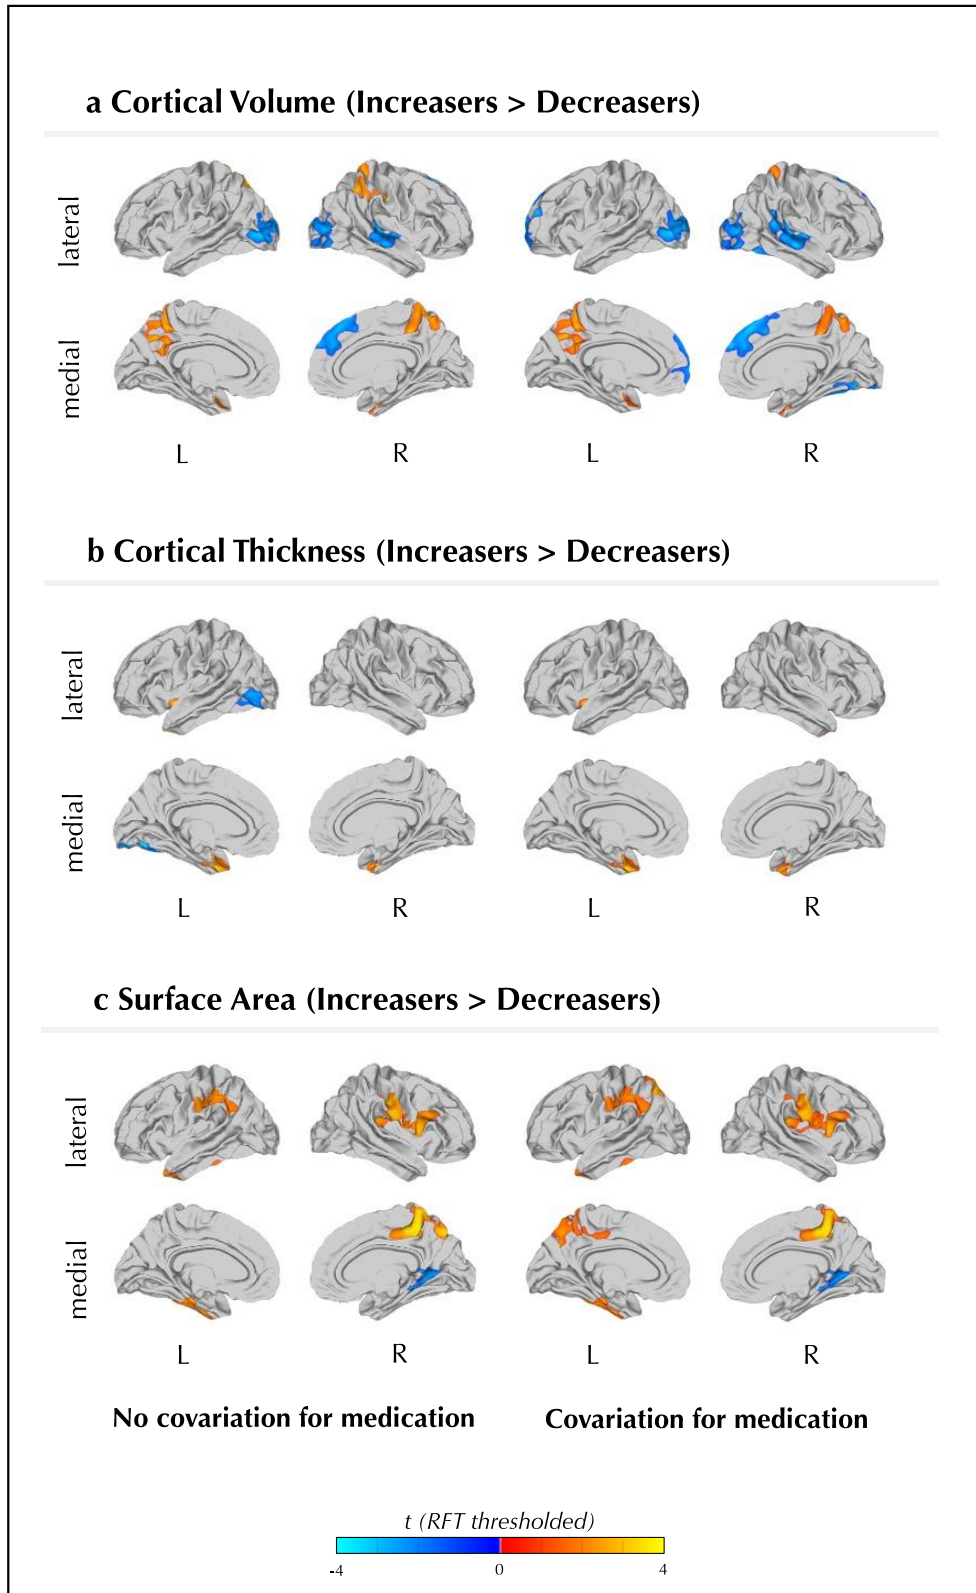 a Cortical Volume (Increasers > Decreasers)
lateral
medial
L R L R
b Cortical Thickness (Increasers > Decreasers)
lateral
medial
L R L R
c Surface Area (Increasers > Decreasers)
lateral
medial
L R L R
No covariation for medication Covariation for medication
t (RFT thresholded)
-4 0 4